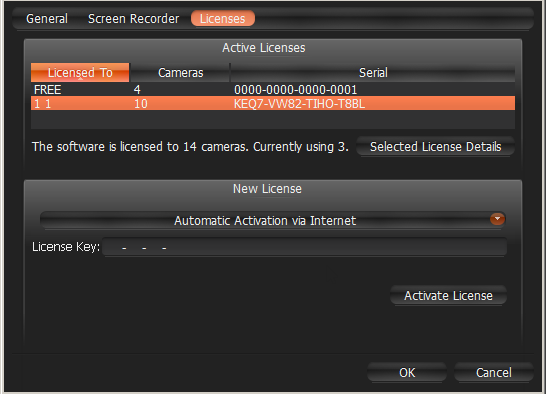 General Screen Recorder Licenses
Active Licenses
Licensed To Cameras Serial
FREE 4 0000-0000-0000-0001
1 1 10 KEQ7-VW82-TIHO-T8BL
The software is licensed to 14 cameras. Currently using 3. Selected License Details
New License
Automatic Activation via Internet
License Key: - - -
Activate License
OK Cancel